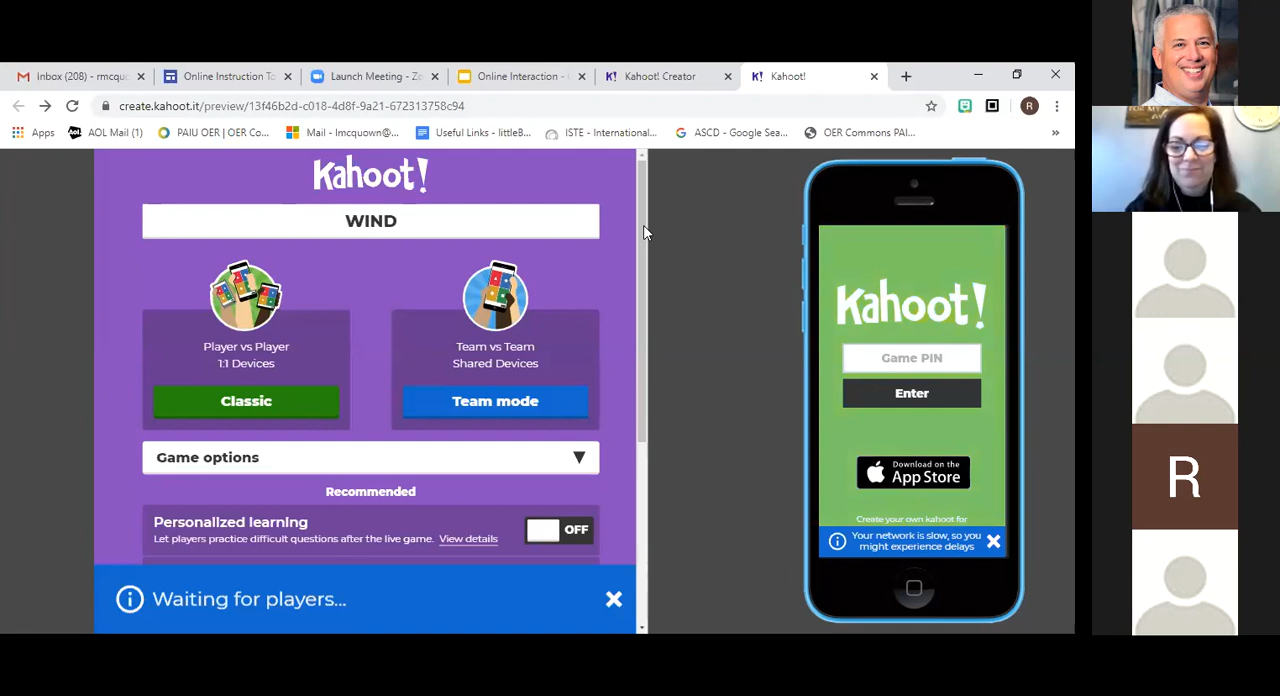 Inbox (208) - rmcquo
Online Instruction To
Launch Meeting - Zo
Online Interaction - G
Kahoot! Creator
Kahoot!
create.kahoot.it/preview/13f46b2d-c018-4d8f-9a21-672313758c94
R
Apps
AOL Mail (1)
PAIU OER | OER Co...
Mail - lmcquown@...
Useful Links - littleB...
ISTE - International...
ASCD - Google Sea...
OER Commons PAI...
Kahoot!
WIND
Player vs Player
1:1 Devices
Classic
Team vs Team
Shared Devices
Team mode
Game options
Recommended
Personalized learning
Let players practice difficult questions after the live game. View details
OFF
Waiting for players...
Kahoot!
Game PIN
Enter
Download on the
App Store
Create your own kahoot for
Your network is slow, so you
might experience delays
FOR MY
R